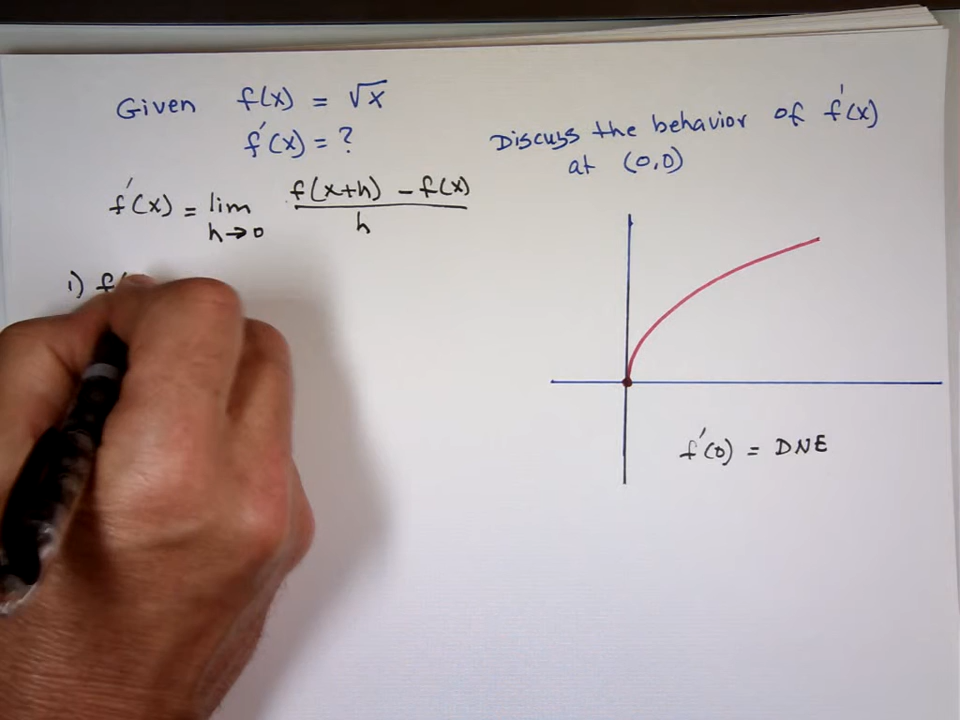 Given f(x) = √x
f'(x) = ?
Discuss the behavior of f'(x)
at (0,0)
f'(x) = lim f(x+h) - f(x)
h→0 h
1) f(
f'(0) = DNE